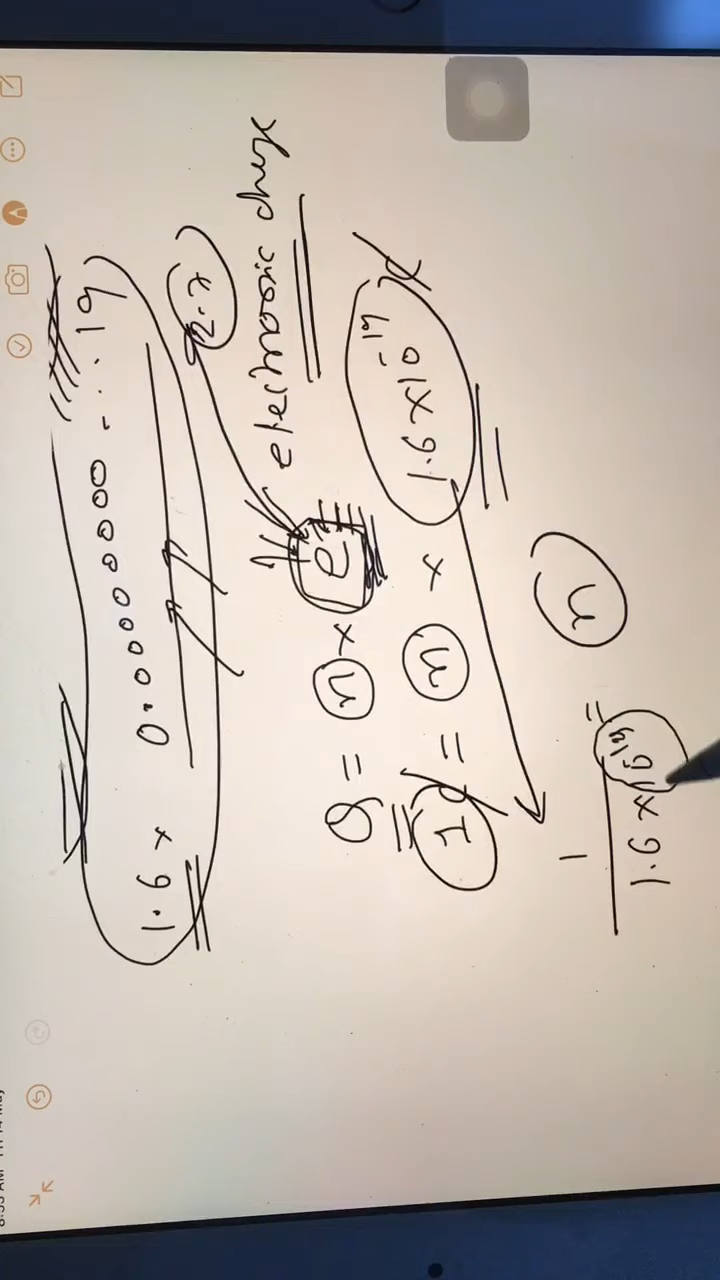 1.6 × 0.000000000...19
electronic charge
Q = n × e
1 = n × 1.6×10⁻¹⁹
1
1.6×10⁻¹⁹ = n